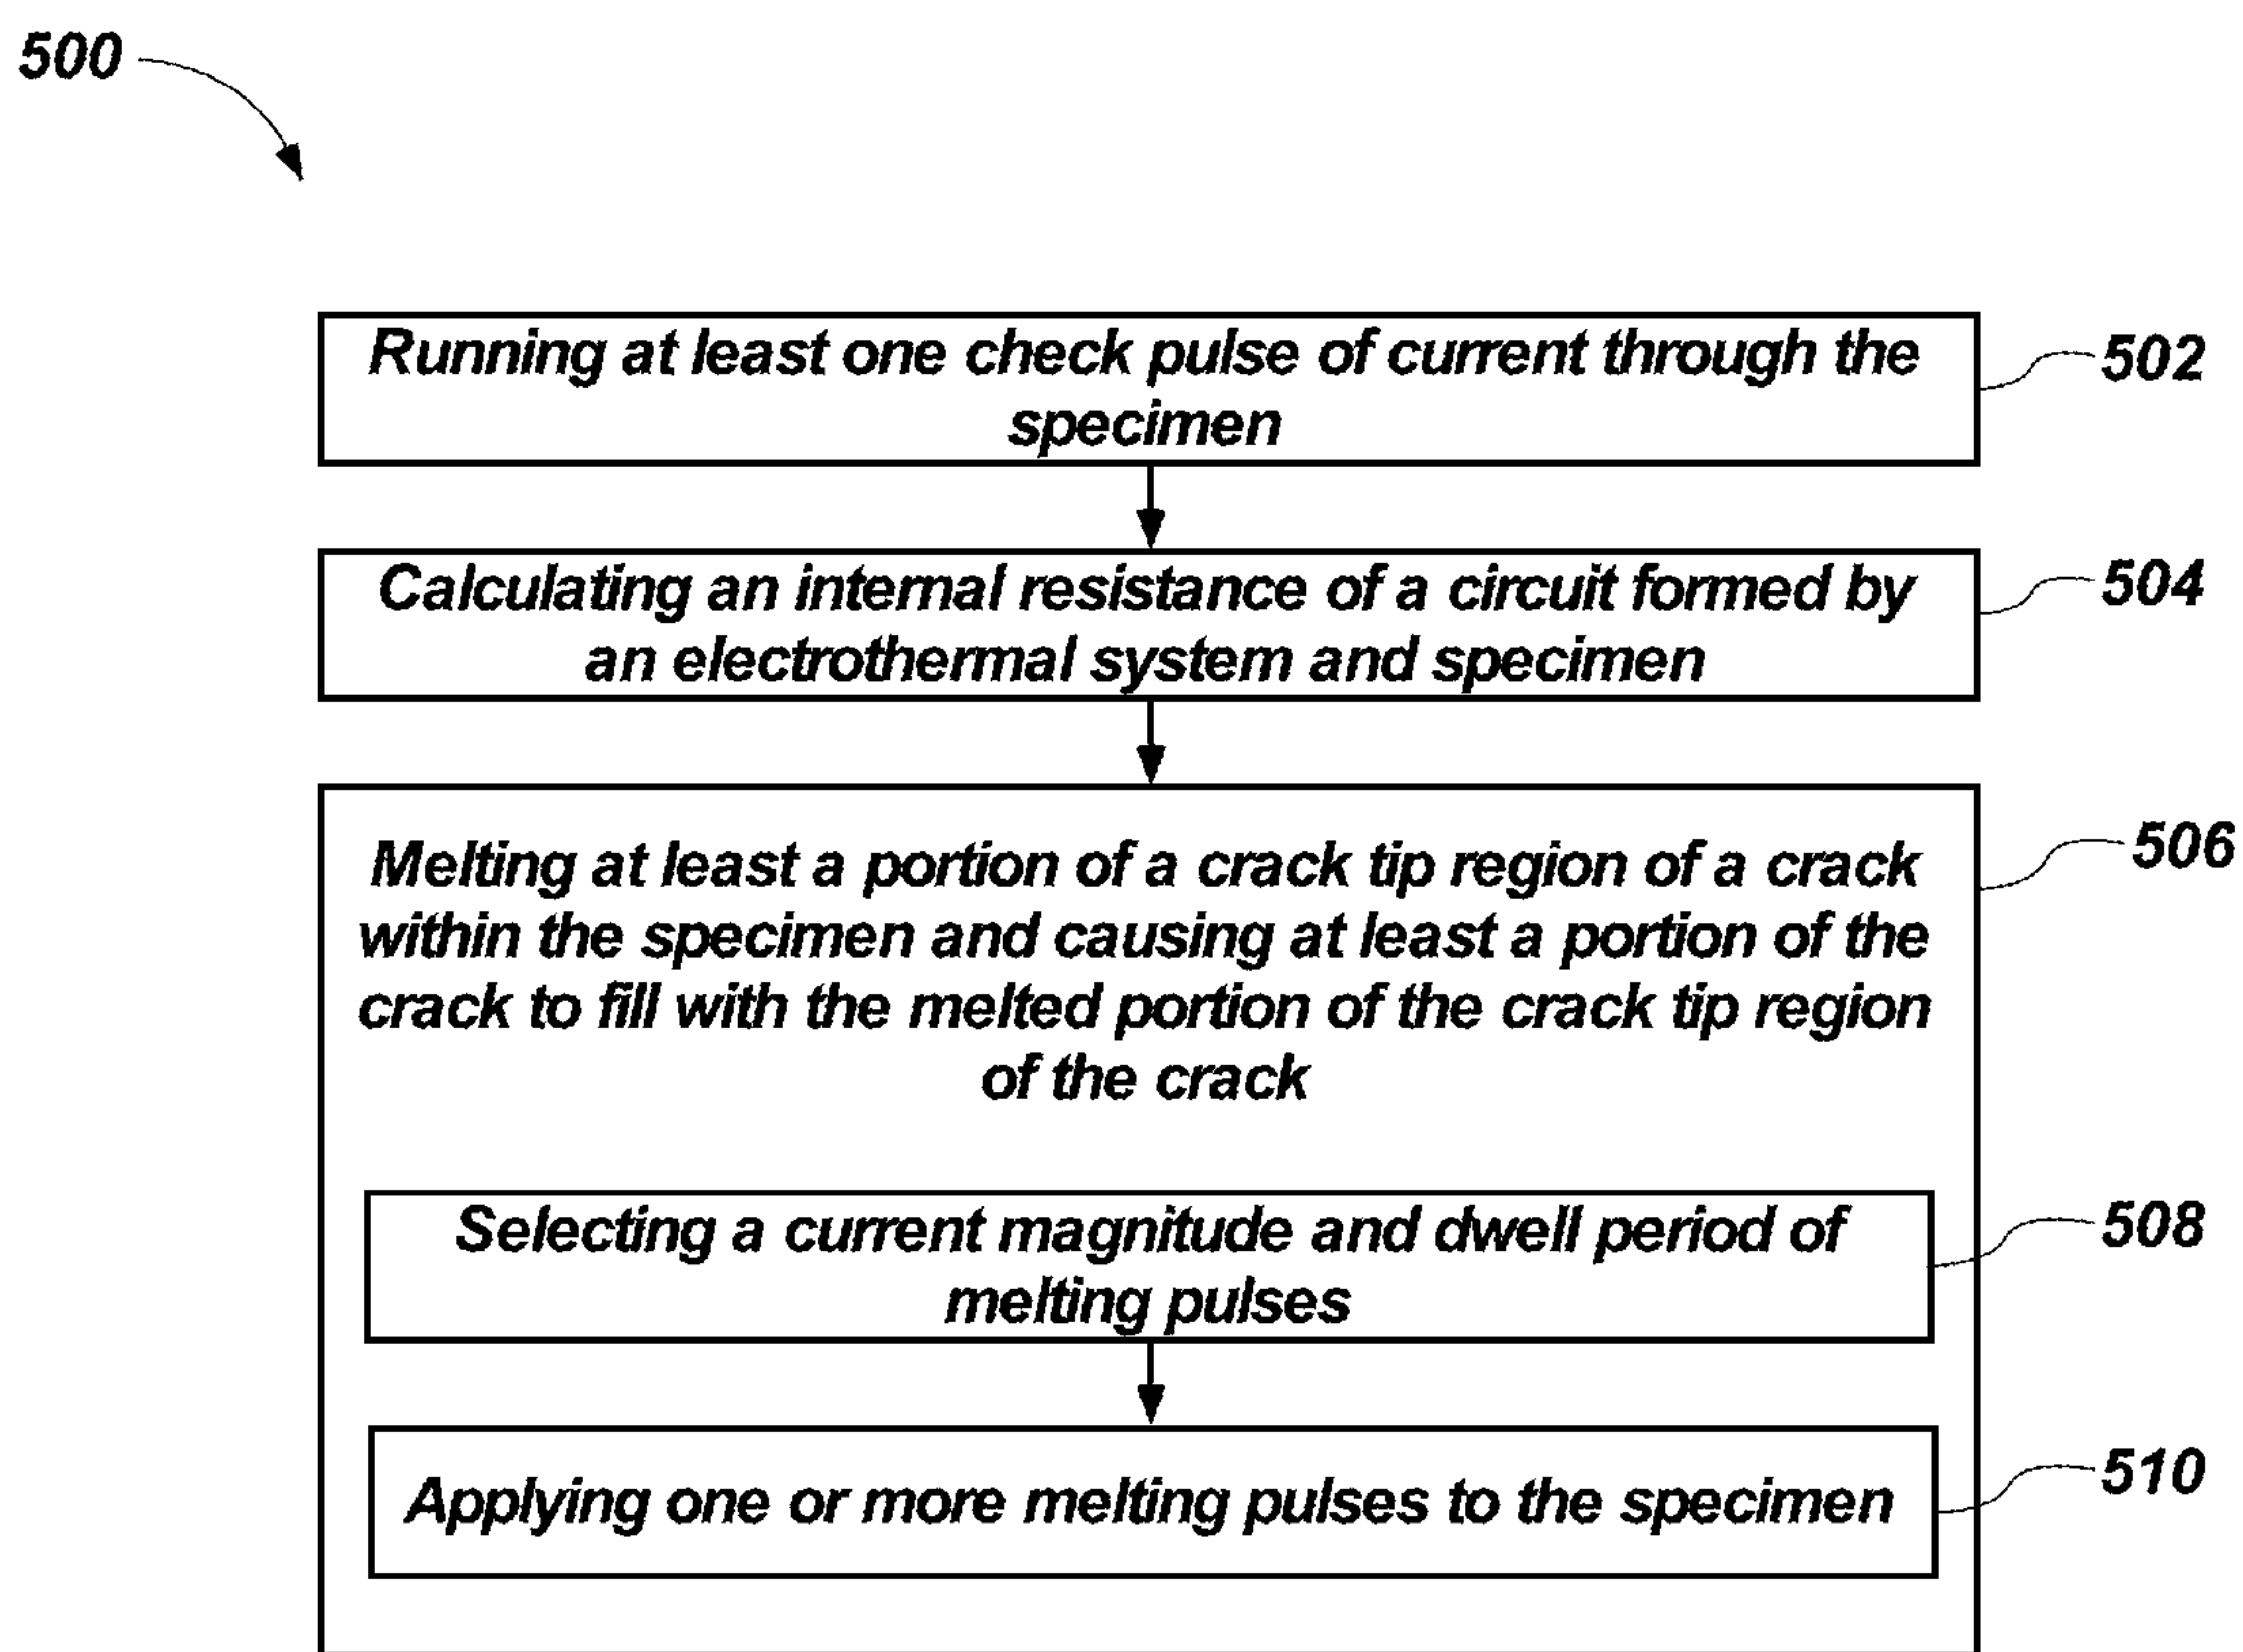 500
Running at least one check pulse of current through the
specimen
502
Calculating an internal resistance of a circuit formed by
an electrothermal system and specimen
504
Melting at least a portion of a crack tip region of a crack
within the specimen and causing at least a portion of the
crack to fill with the melted portion of the crack tip region
of the crack
506
Selecting a current magnitude and dwell period of
melting pulses
508
Applying one or more melting pulses to the specimen
510